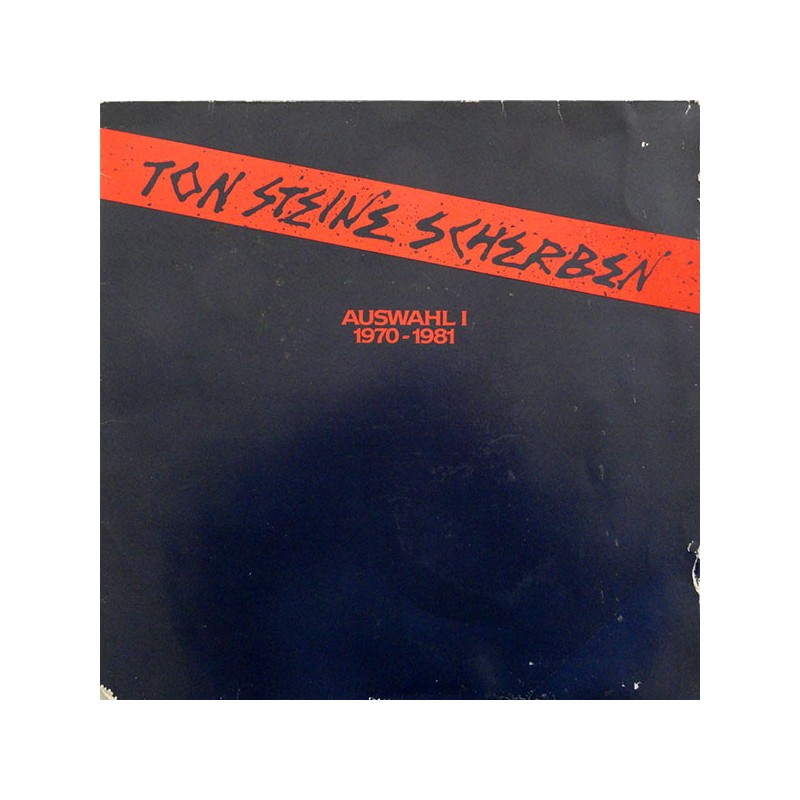 TON STEINE SCHERBEN
AUSWAHL I
1970-1981